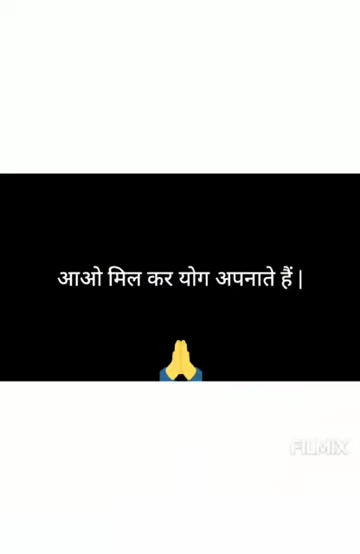 आओ मिल कर योग अपनाते हैं |
FILMIX